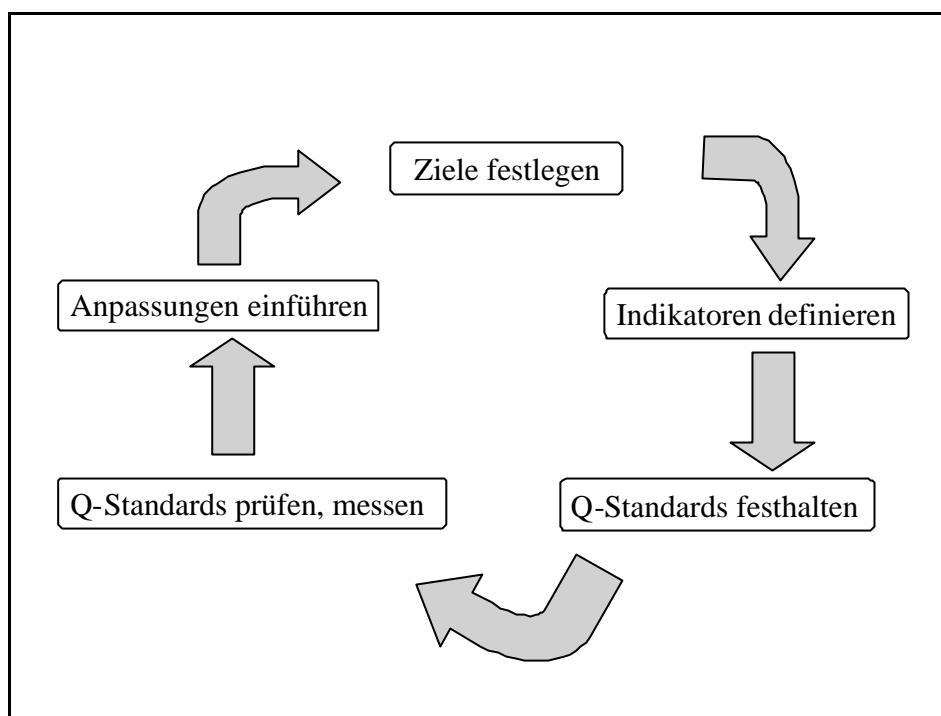 Ziele festlegen
Anpassungen einführen
Indikatoren definieren
Q-Standards prüfen, messen
Q-Standards festhalten